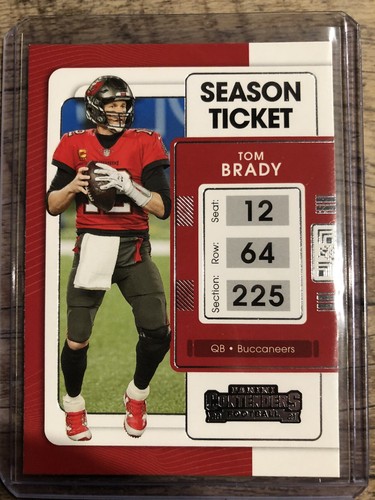 SEASON
TICKET
TOM
BRADY
Seat: 12
Row: 64
Section: 225
QB • Buccaneers
PANINI
CONTENDERS
FOOTBALL